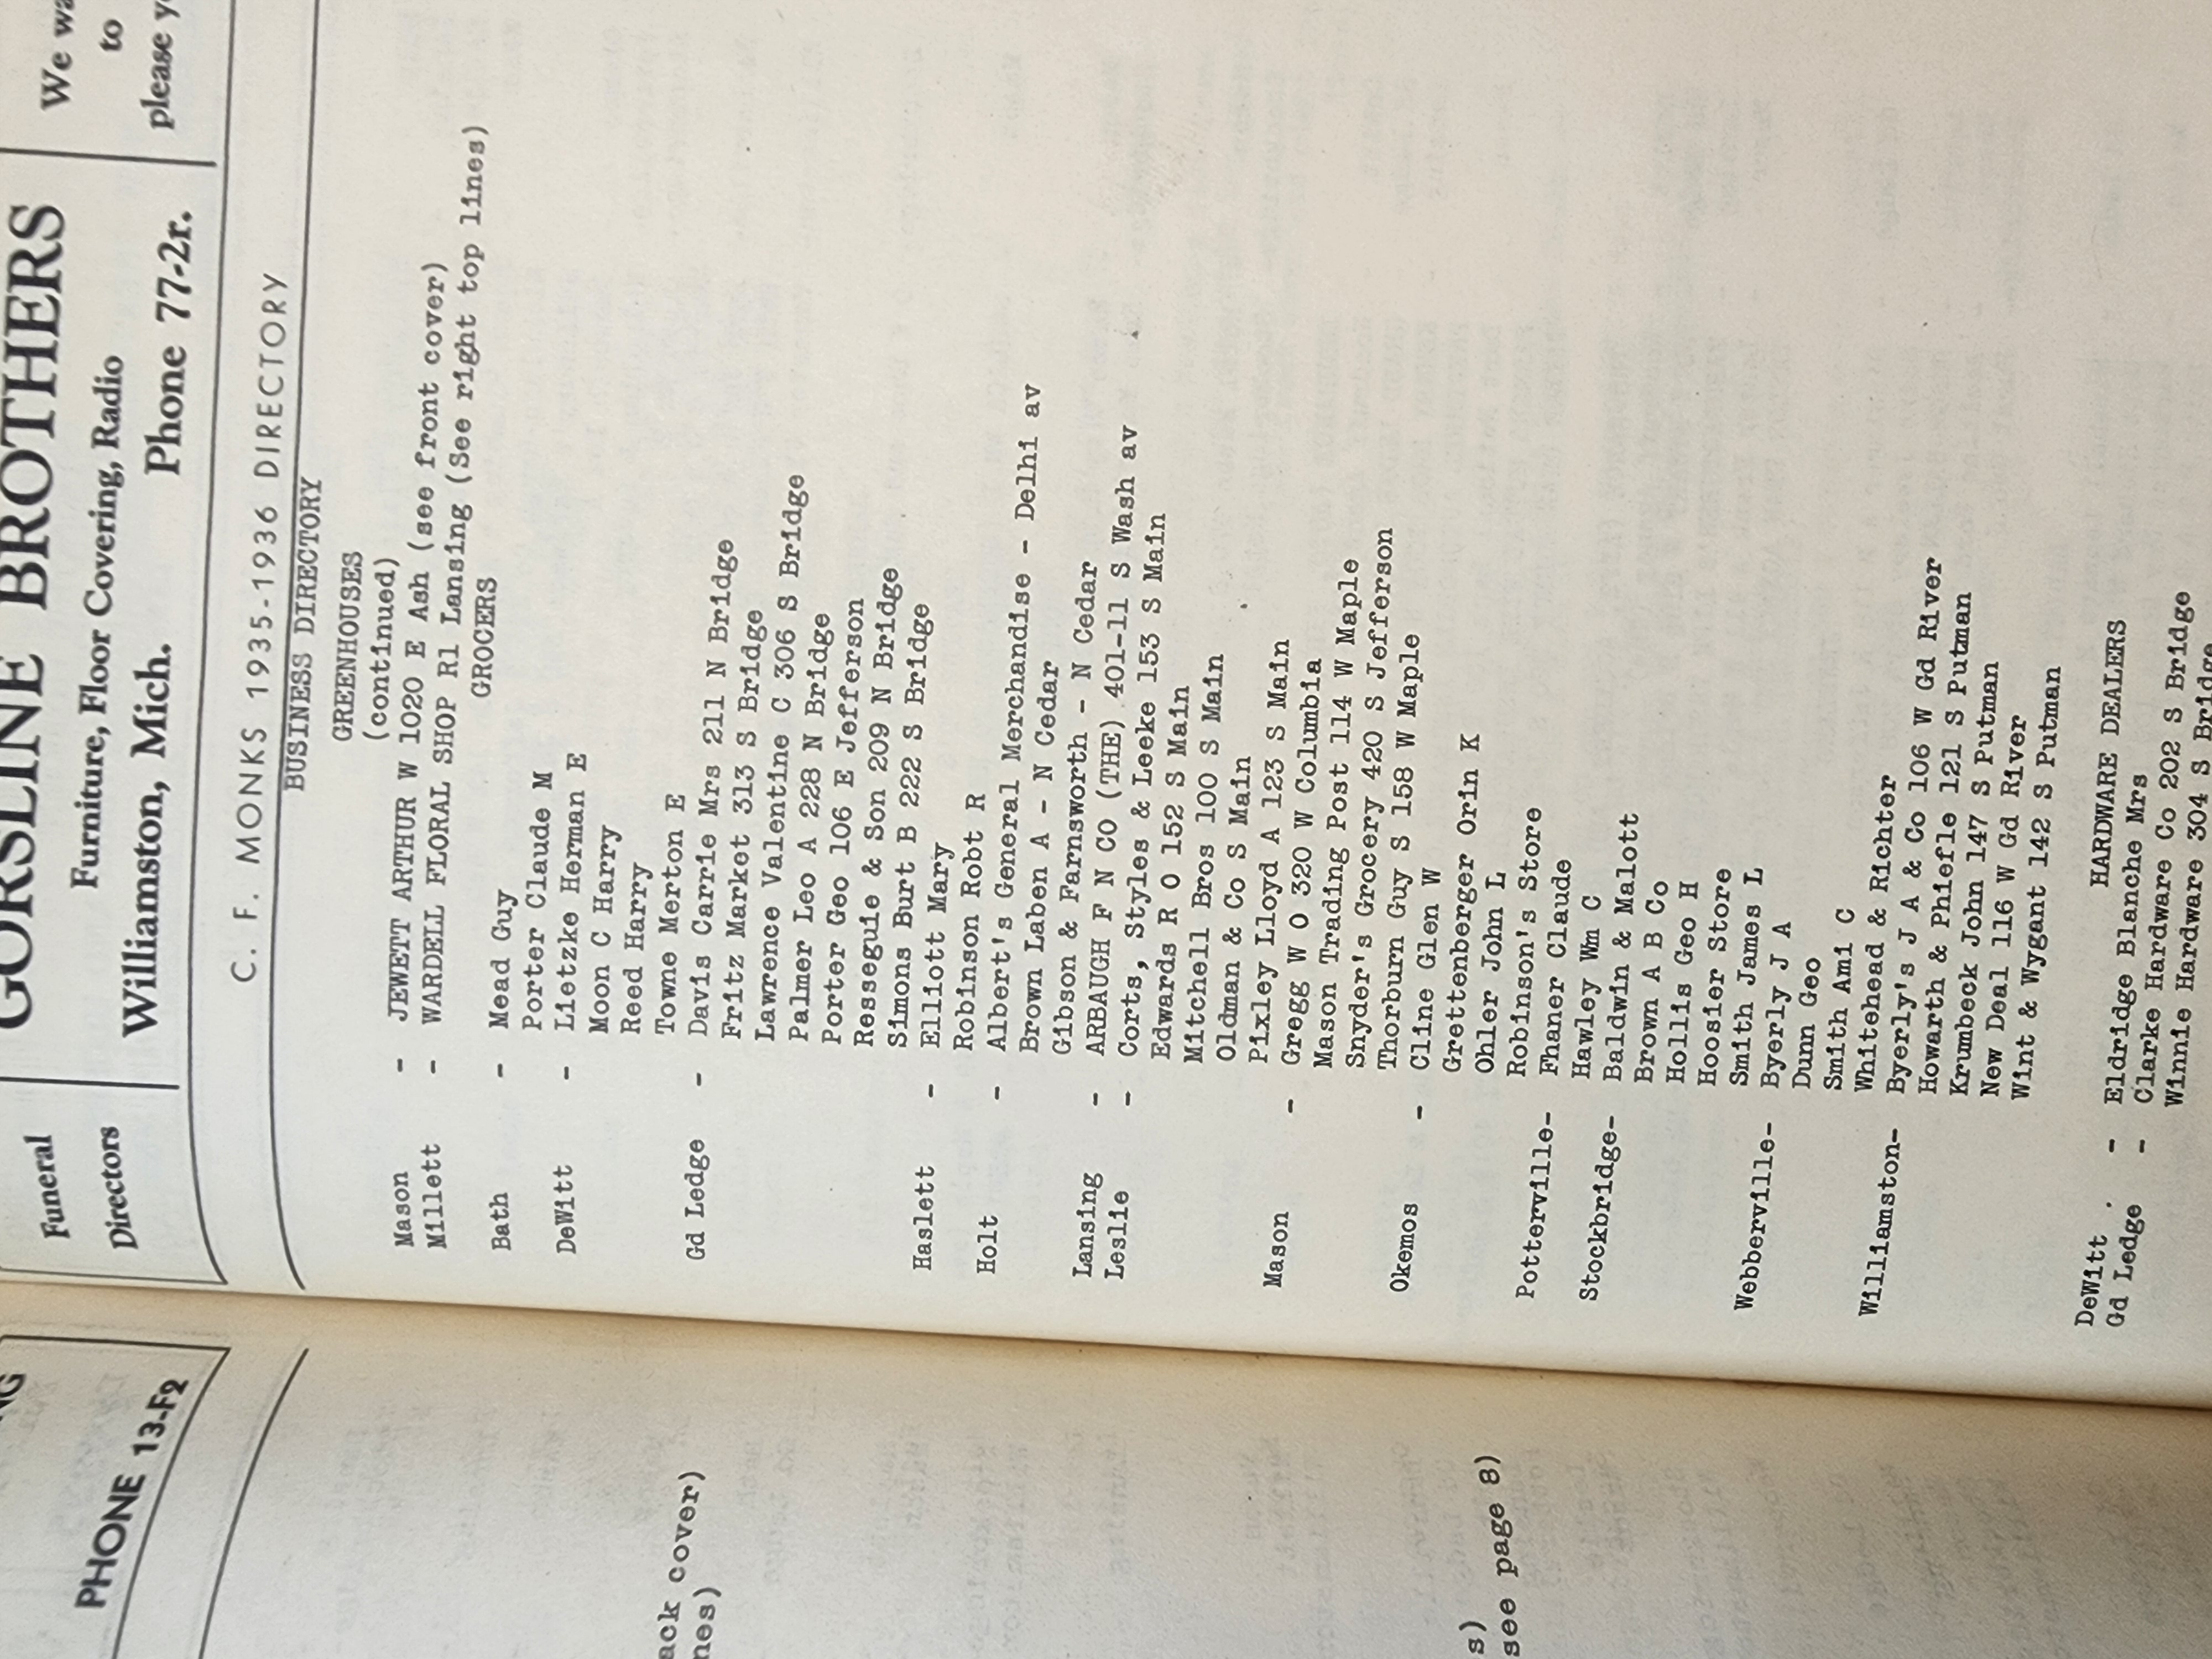 Funeral
Directors
GORSLINE BROTHERS
Furniture, Floor Covering, Radio
Williamston, Mich. Phone 77-2r.
We
to
please
C. F. MONKS 1935-1936 DIRECTORY
BUSINESS DIRECTORY
GREENHOUSES
(continued)
Mason - JEWETT ARTHUR W 1020 E Ash (see front cover)
Millett - WARDELL FLORAL SHOP R1 Lansing (See right top lines)
GROCERS
Bath - Mead Guy
Porter Claude M
DeWitt - Lietzke Herman E
Moon C Harry
Reed Harry
Towne Merton E
Gd Ledge - Davis Carrie Mrs 211 N Bridge
Fritz Market 313 S Bridge
Lawrence Valentine C 306 S Bridge
Palmer Leo A 228 N Bridge
Porter Geo 106 E Jefferson
Resseguie & Son 209 N Bridge
Simons Burt B 222 S Bridge
Haslett - Elliott Mary
Robinson Robt R
Holt - Albert's General Merchandise - Delhi av
Brown Laben A - N Cedar
Gibson & Farnsworth - N Cedar
Lansing - ARBAUGH F N CO (THE) 401-11 S Wash av
Leslie - Corts, Styles & Leeke 153 S Main
Edwards R O 152 S Main
Mitchell Bros 100 S Main
Oldman & Co S Main
Pixley Lloyd A 123 S Main
Mason - Gregg W O 320 W Columbia
Mason Trading Post 114 W Maple
Snyder's Grocery 420 S Jefferson
Thorburn Guy S 158 W Maple
Okemos - Cline Glen W
Grettenberger Orin K
Ohler John L
Robinson's Store
Potterville- Fhaner Claude
Hawley Wm C
Stockbridge- Baldwin & Malott
Brown A B Co
Hollis Geo H
Hoosier Store
Smith James L
Webberville- Byerly J A
Dunn Geo
Smith Ami C
Whitehead & Richter
Williamston- Byerly's J A & Co 106 W Gd River
Howarth & Phiefle 121 S Putman
Krumbeck John 147 S Putman
New Deal 116 W Gd River
Wint & Wygant 142 S Putman
HARDWARE DEALERS
DeWitt - Eldridge Blanche Mrs
Gd Ledge - Clarke Hardware Co 202 S Bridge
Winnie Hardware 304 S Bridge
PHONE 13-F2
cover)
see page 8)